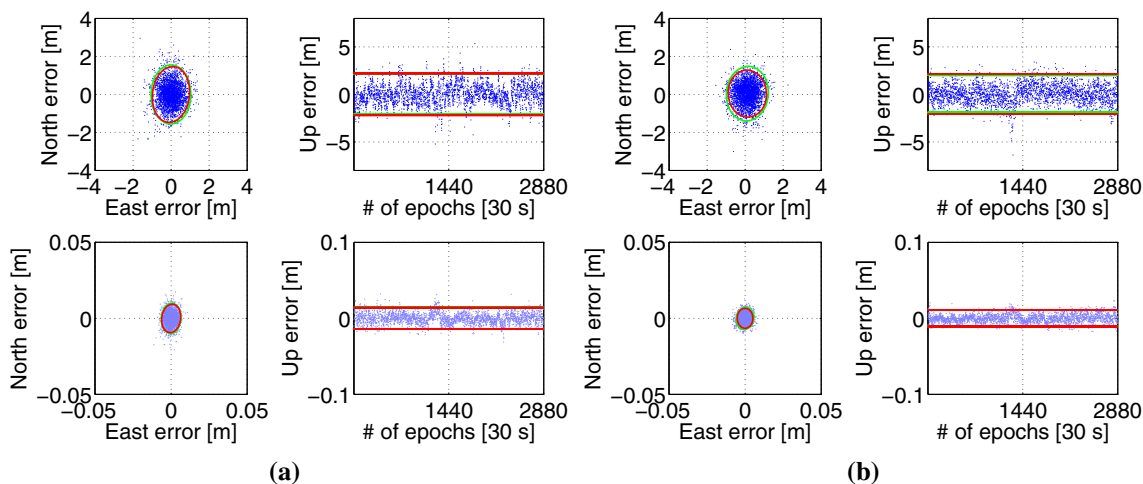 North error [m]
4
2
0
−2
−4
−4 −2 0 2 4
East error [m]
Up error [m]
5
0
−5
1440 2880
# of epochs [30 s]
North error [m]
4
2
0
−2
−4
−4 −2 0 2 4
East error [m]
Up error [m]
5
0
−5
1440 2880
# of epochs [30 s]
North error [m]
0.05
0
−0.05
−0.05 0 0.05
East error [m]
Up error [m]
0.1
0
−0.1
1440 2880
# of epochs [30 s]
North error [m]
0.05
0
−0.05
−0.05 0 0.05
East error [m]
Up error [m]
0.1
0
−0.1
1440 2880
# of epochs [30 s]
(a)
(b)